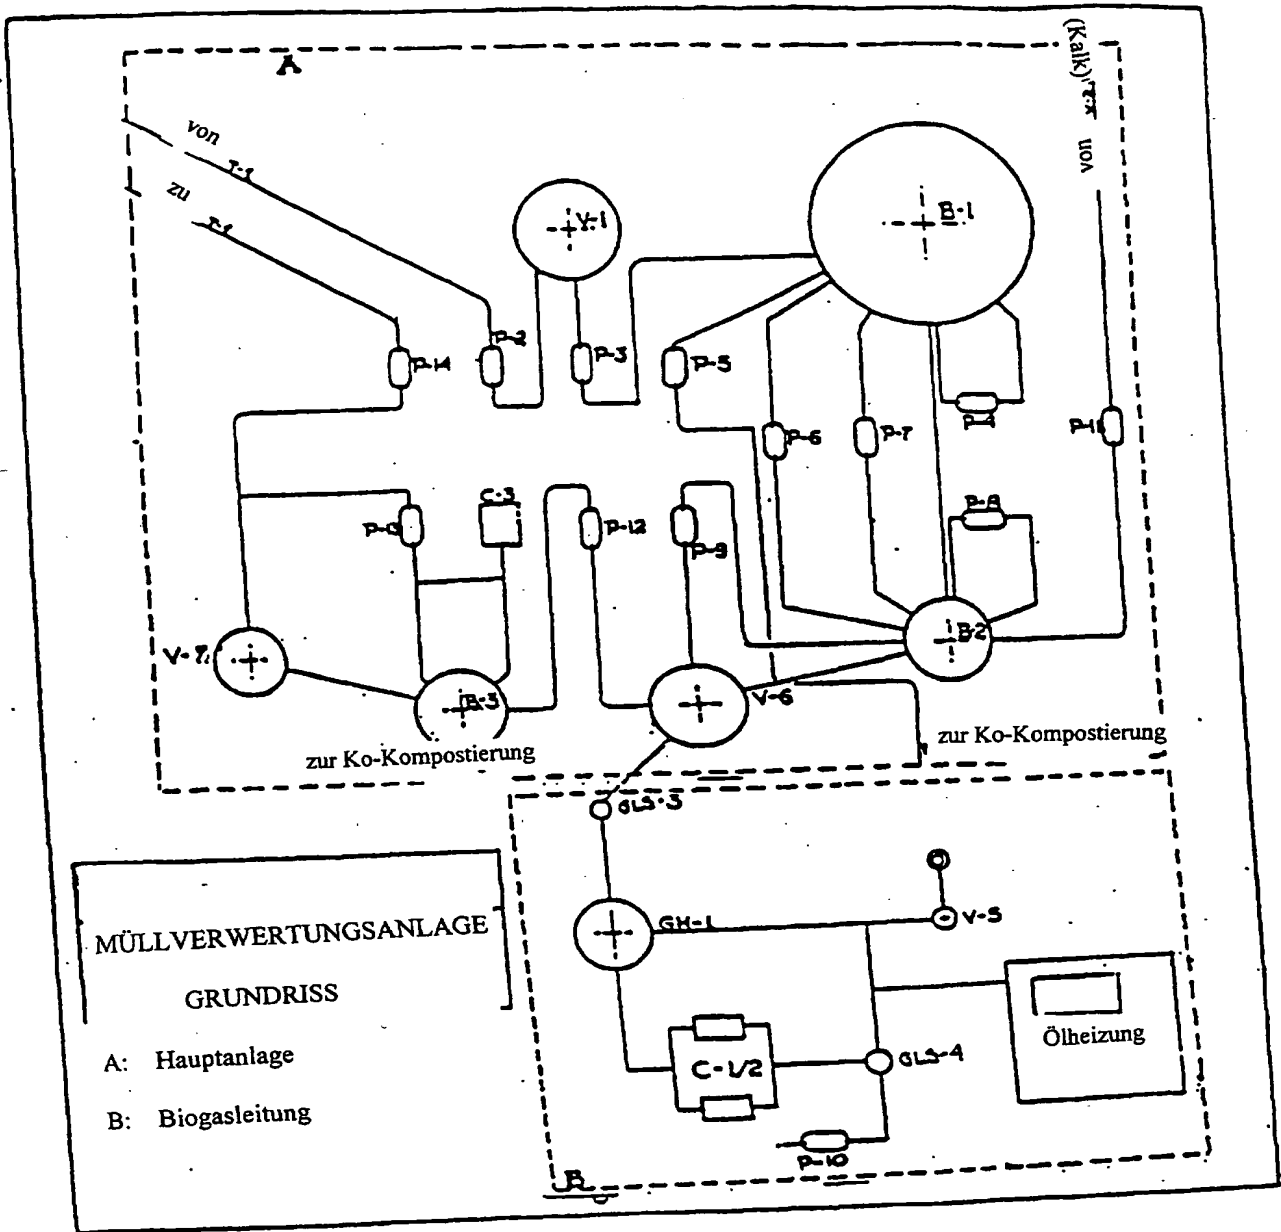 A
(Kalk)
von
von
zu
V-1
B-1
P-14
P-2
P-3
P-5
P-6
P-7
P-4
P-8
C-3
P-12
P-9
B-3
V-6
B-2
zur Ko-Kompostierung
zur Ko-Kompostierung
GLS-3
GH-1
V-5
Ölheizung
C-1/2
GLS-4
P-10
B
MÜLLVERWERTUNGSANLAGE
GRUNDRISS
A: Hauptanlage
B: Biogasleitung